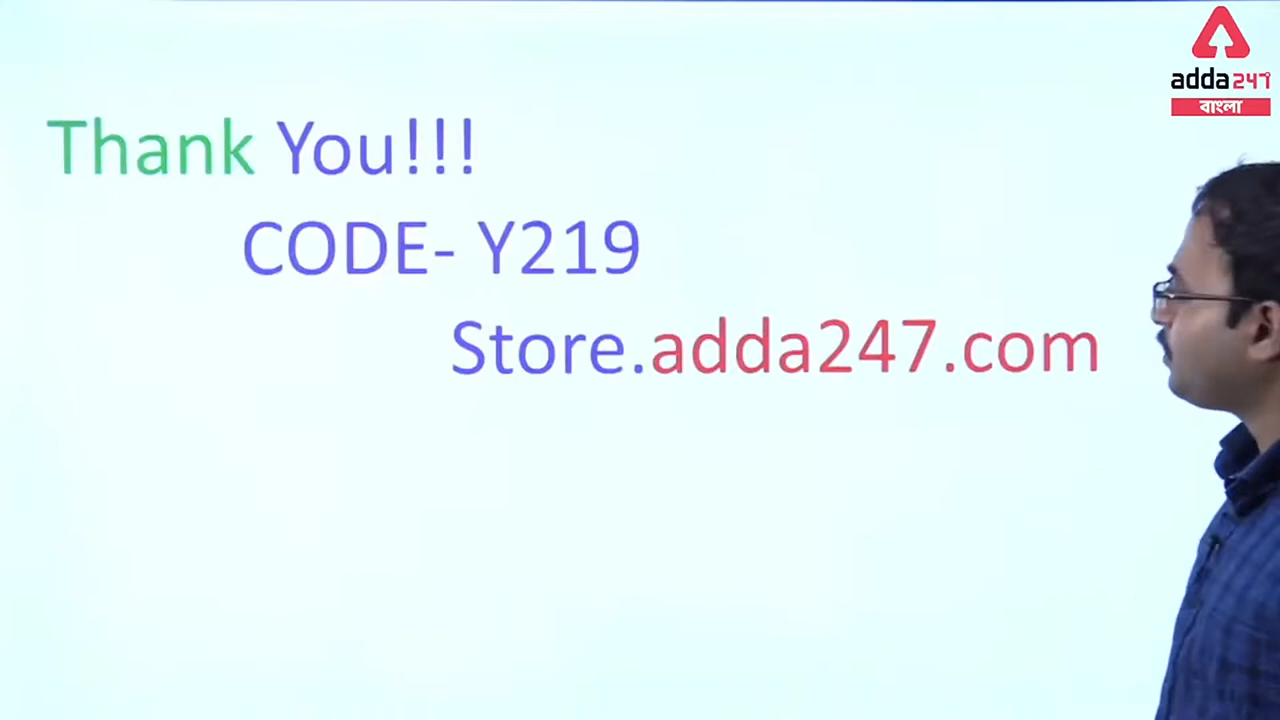 adda247
বাংলা
Thank You!!!
CODE- Y219
Store.adda247.com